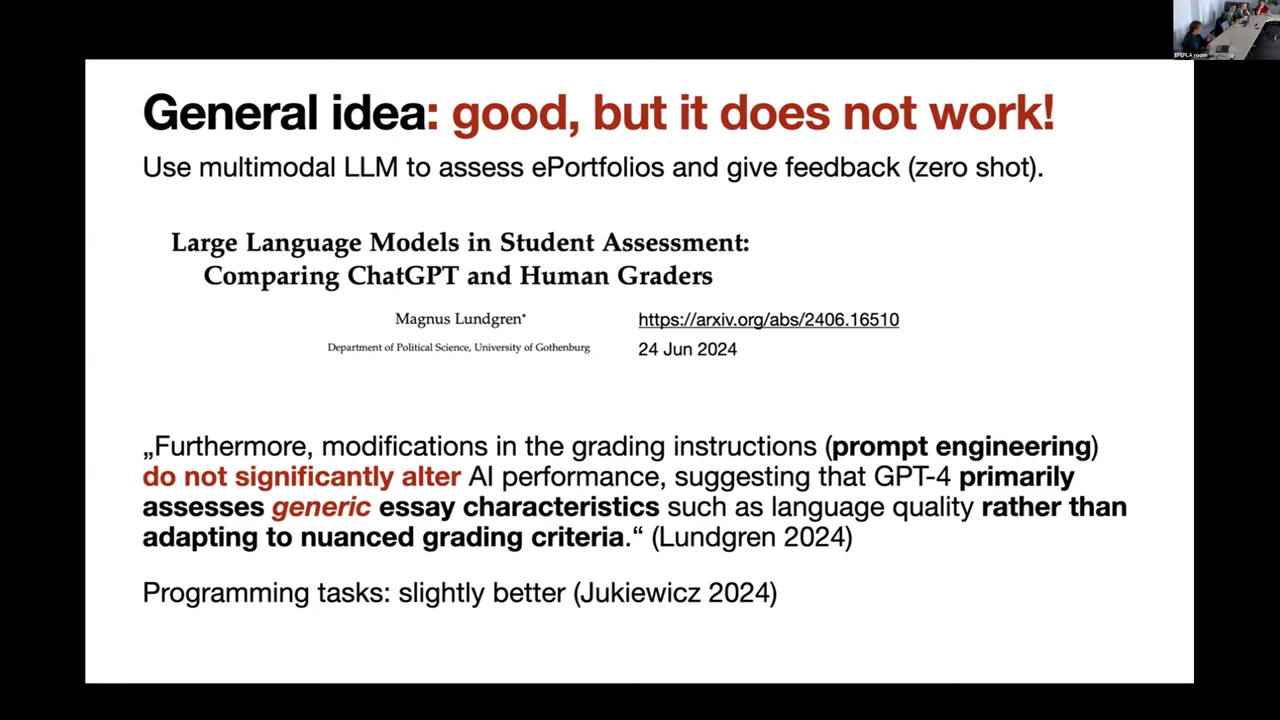 General idea: good, but it does not work!
Use multimodal LLM to assess ePortfolios and give feedback (zero shot).
Large Language Models in Student Assessment:
Comparing ChatGPT and Human Graders
Magnus Lundgren*
https://arxiv.org/abs/2406.16510
Department of Political Science, University of Gothenburg
24 Jun 2024
„Furthermore, modifications in the grading instructions (prompt engineering)
do not significantly alter AI performance, suggesting that GPT-4 primarily
assesses generic essay characteristics such as language quality rather than
adapting to nuanced grading criteria.“ (Lundgren 2024)
Programming tasks: slightly better (Jukiewicz 2024)